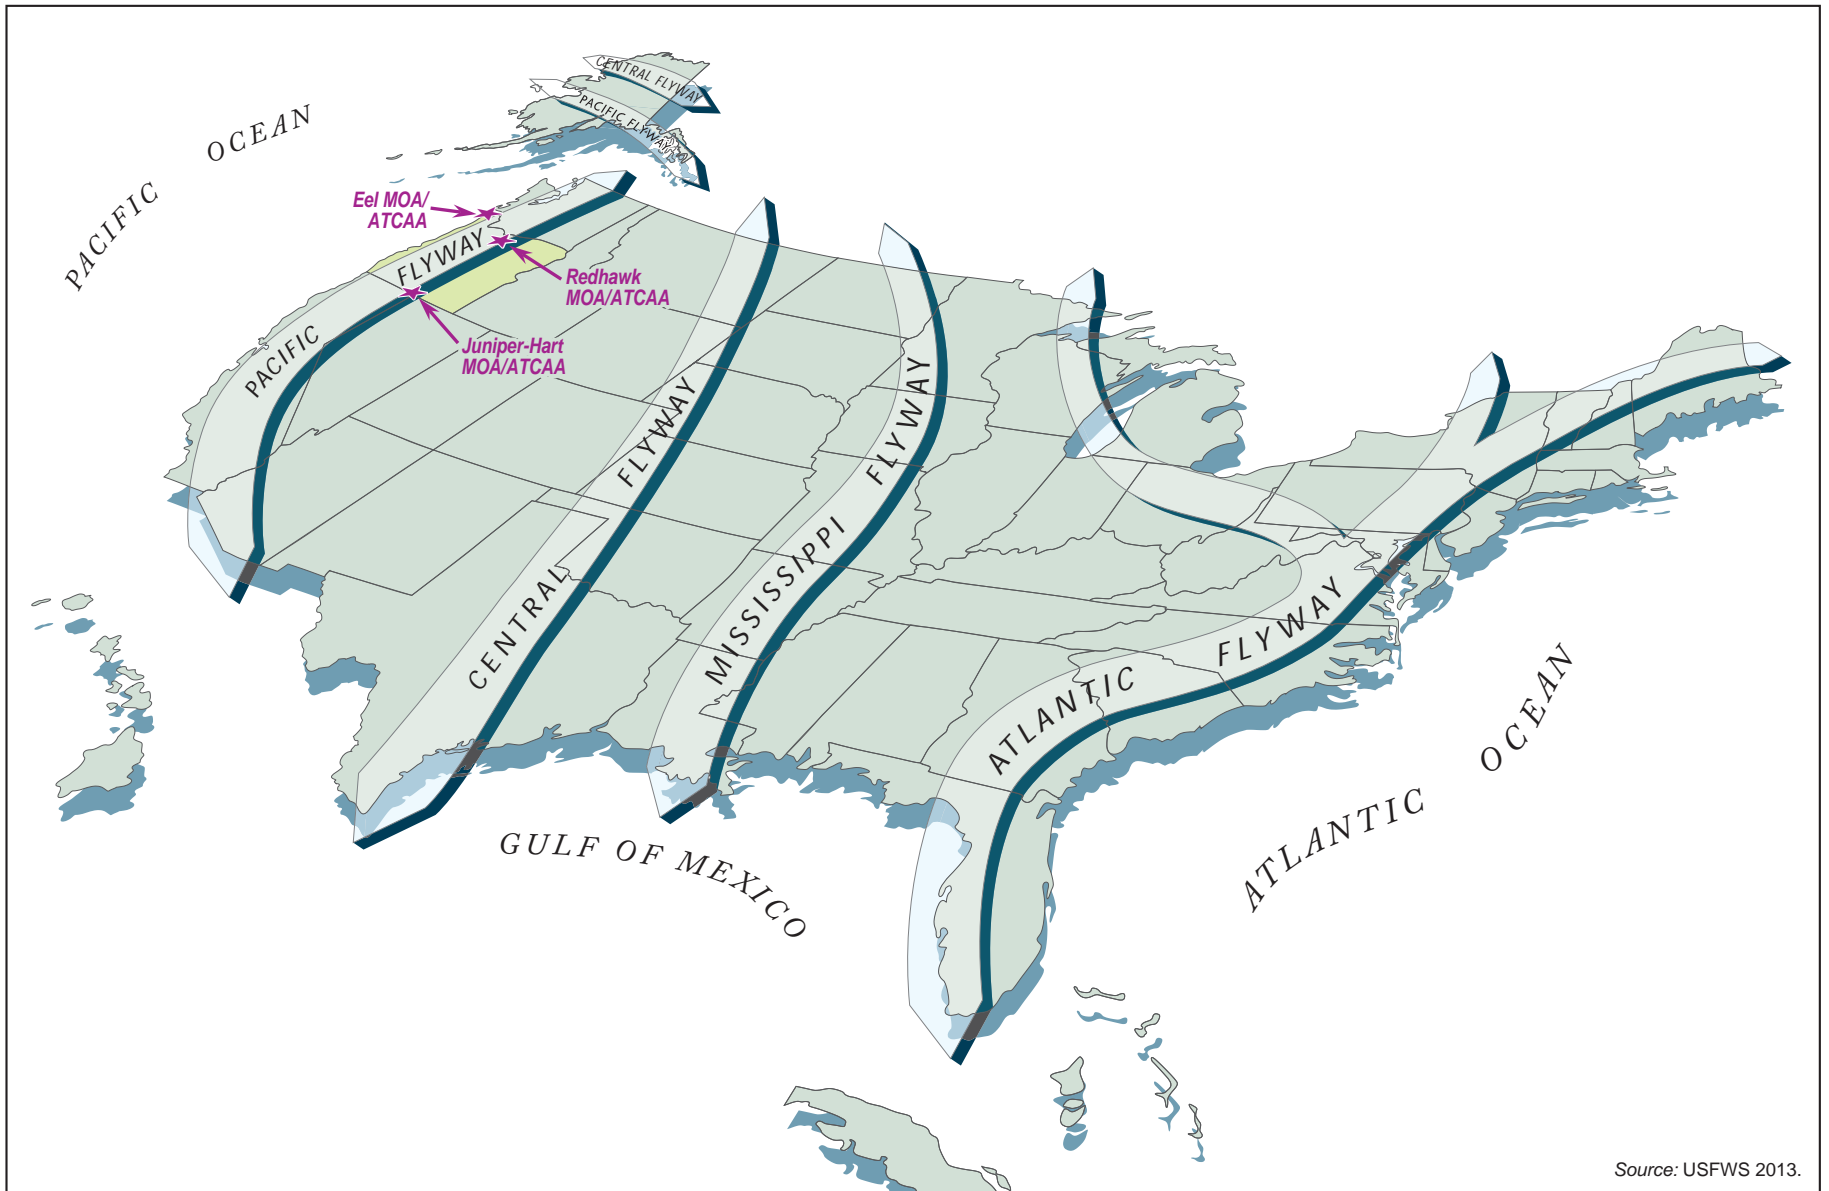 CENTRAL FLYWAY
PACIFIC FLYWAY
PACIFIC OCEAN
Eel MOA/
ATCAA
Redhawk
MOA/ATCAA
Juniper-Hart
MOA/ATCAA
PACIFIC FLYWAY
CENTRAL FLYWAY
MISSISSIPPI FLYWAY
ATLANTIC FLYWAY
GULF OF MEXICO
ATLANTIC OCEAN
Source: USFWS 2013.